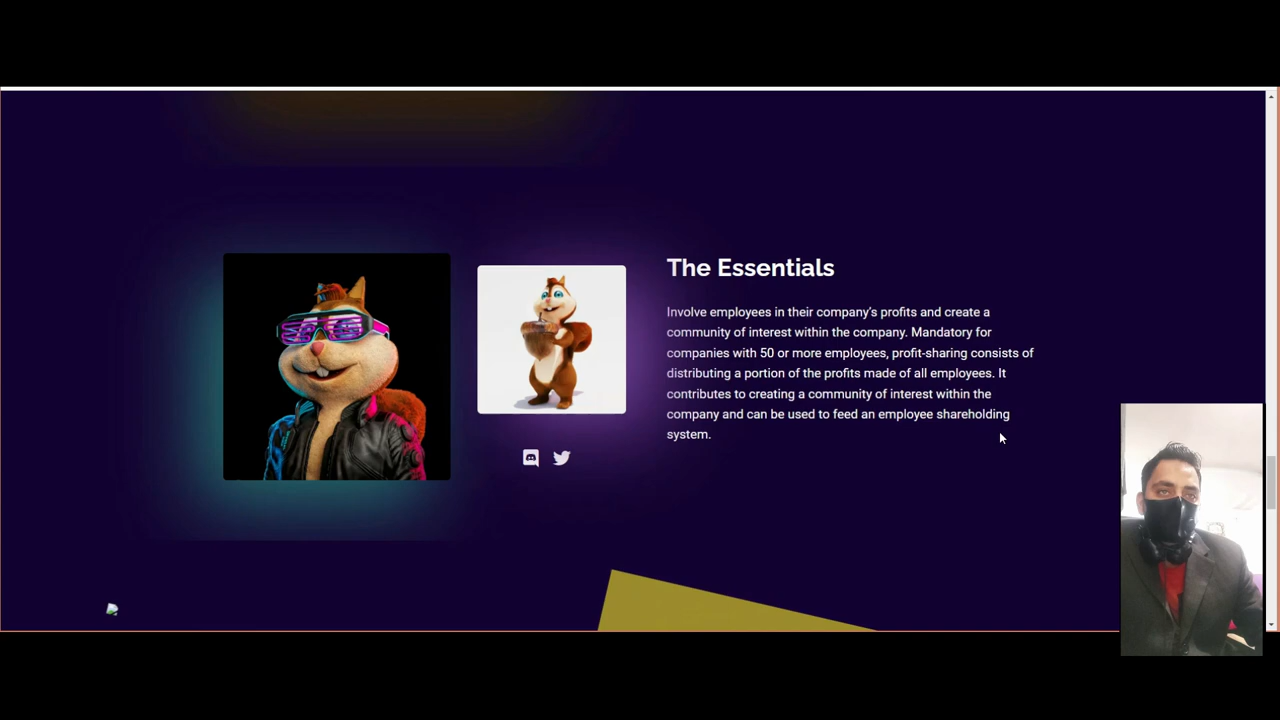 The Essentials
Involve employees in their company's profits and create a
community of interest within the company. Mandatory for
companies with 50 or more employees, profit-sharing consists of
distributing a portion of the profits made of all employees. It
contributes to creating a community of interest within the
company and can be used to feed an employee shareholding
system.